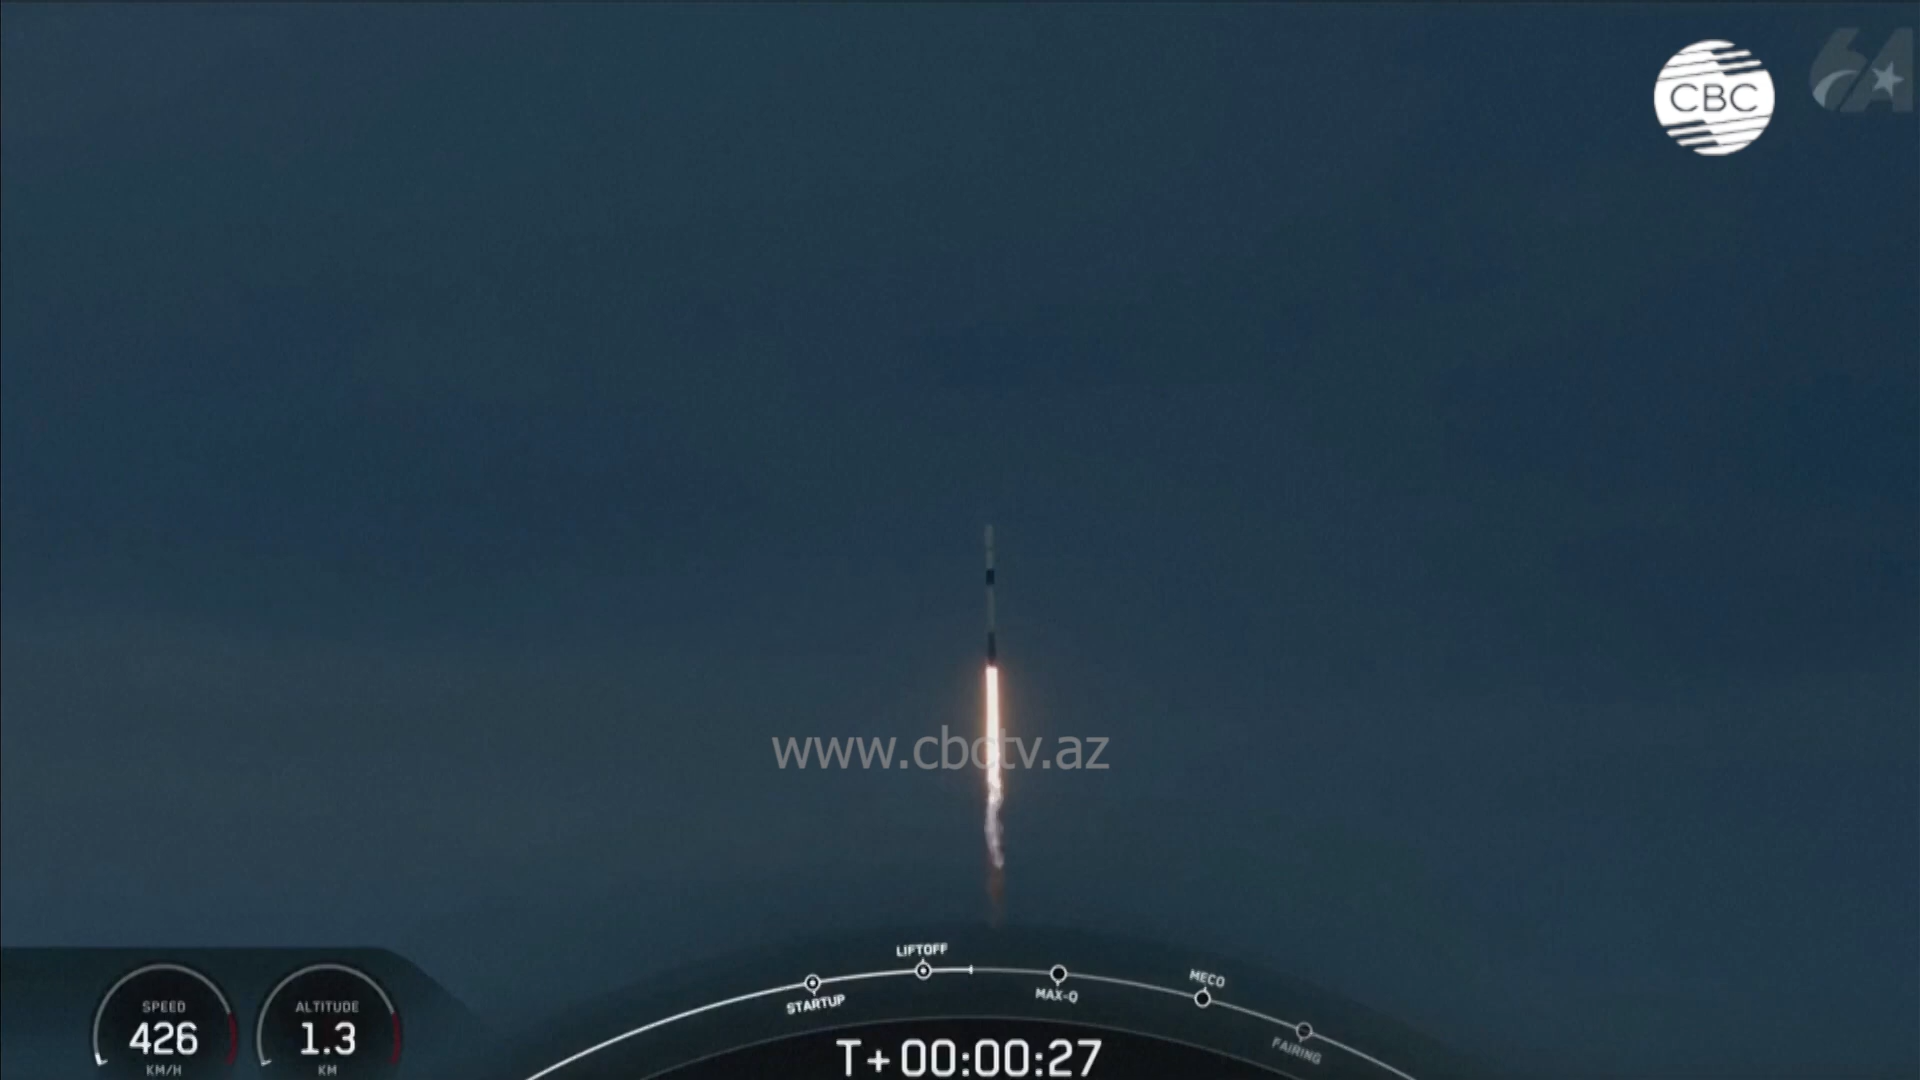 CBC
6A
www.cbctv.az
LIFTOFF
MECO
STARTUP
MAX-Q
FAIRING
SPEED
426
KM/H
ALTITUDE
1.3
KM
T+00:00:27